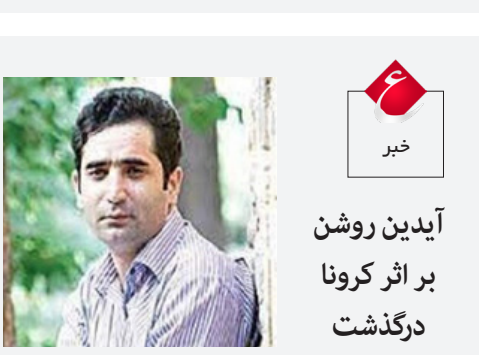 ع
خبر
آیدین روشن
بر اثر کرونا
درگذشت